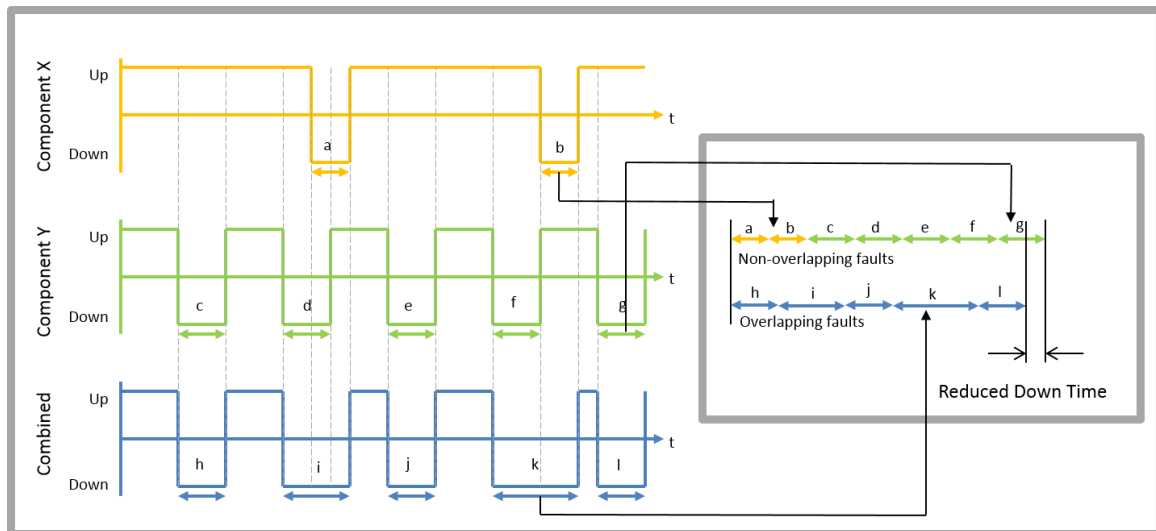 Component X
Up
Down
a
b
t
Component Y
Up
Down
c
d
e
f
g
t
Combined
Up
Down
h
i
j
k
l
t
a b c d e f g
Non-overlapping faults
h i j k l
Overlapping faults
Reduced Down Time